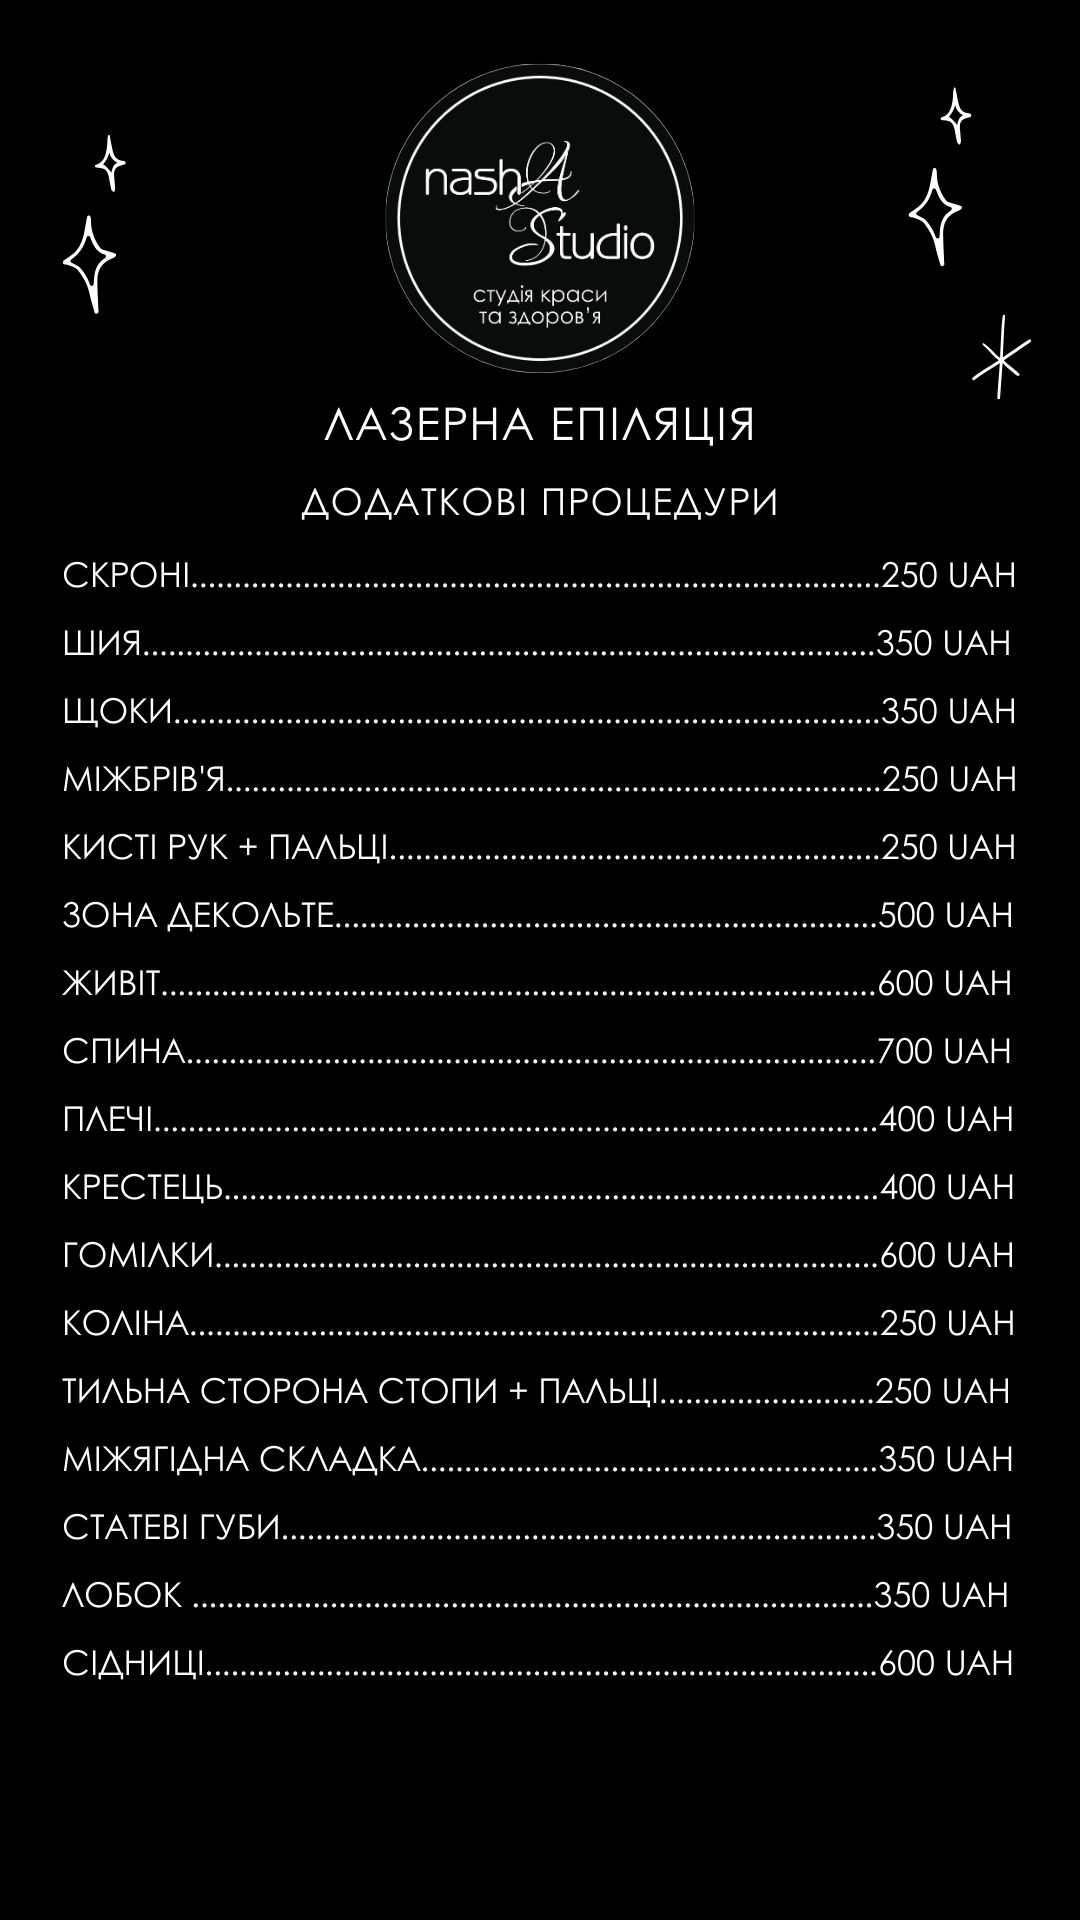 nashA
Studio
студія краси
та здоров'я
ЛАЗЕРНА ЕПІЛЯЦІЯ
ДОДАТКОВІ ПРОЦЕДУРИ
СКРОНІ................................................................................250 UAH
ШИЯ.....................................................................................350 UAH
ЩОКИ..................................................................................350 UAH
МІЖБРІВ'Я............................................................................250 UAH
КИСТІ РУК + ПАЛЬЦІ.........................................................250 UAH
ЗОНА ДЕКОЛЬТЕ...............................................................500 UAH
ЖИВІТ...................................................................................600 UAH
СПИНА................................................................................700 UAH
ПЛЕЧІ....................................................................................400 UAH
КРЕСТЕЦЬ............................................................................400 UAH
ГОМІЛКИ.............................................................................600 UAH
КОЛІНА................................................................................250 UAH
ТИЛЬНА СТОРОНА СТОПИ + ПАЛЬЦІ.........................250 UAH
МІЖЯГІДНА СКЛАДКА.....................................................350 UAH
СТАТЕВІ ГУБИ.....................................................................350 UAH
ЛОБОК ...............................................................................350 UAH
СІДНИЦІ..............................................................................600 UAH